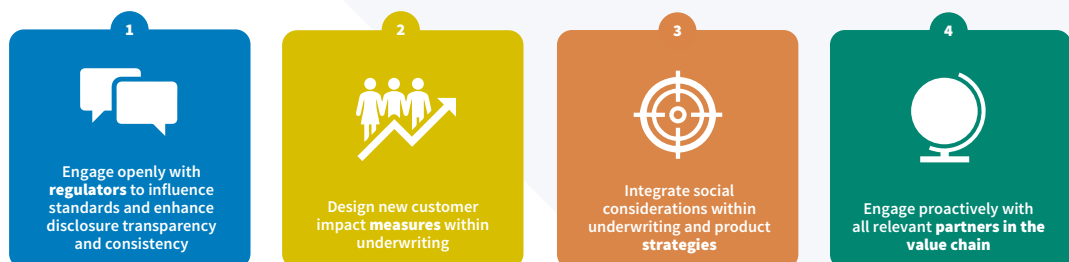 1
Engage openly with
regulators to influence
standards and enhance
disclosure transparency
and consistency
2
Design new customer
impact measures within
underwriting
3
Integrate social
considerations within
underwriting and product
strategies
4
Engage proactively with
all relevant partners in the
value chain